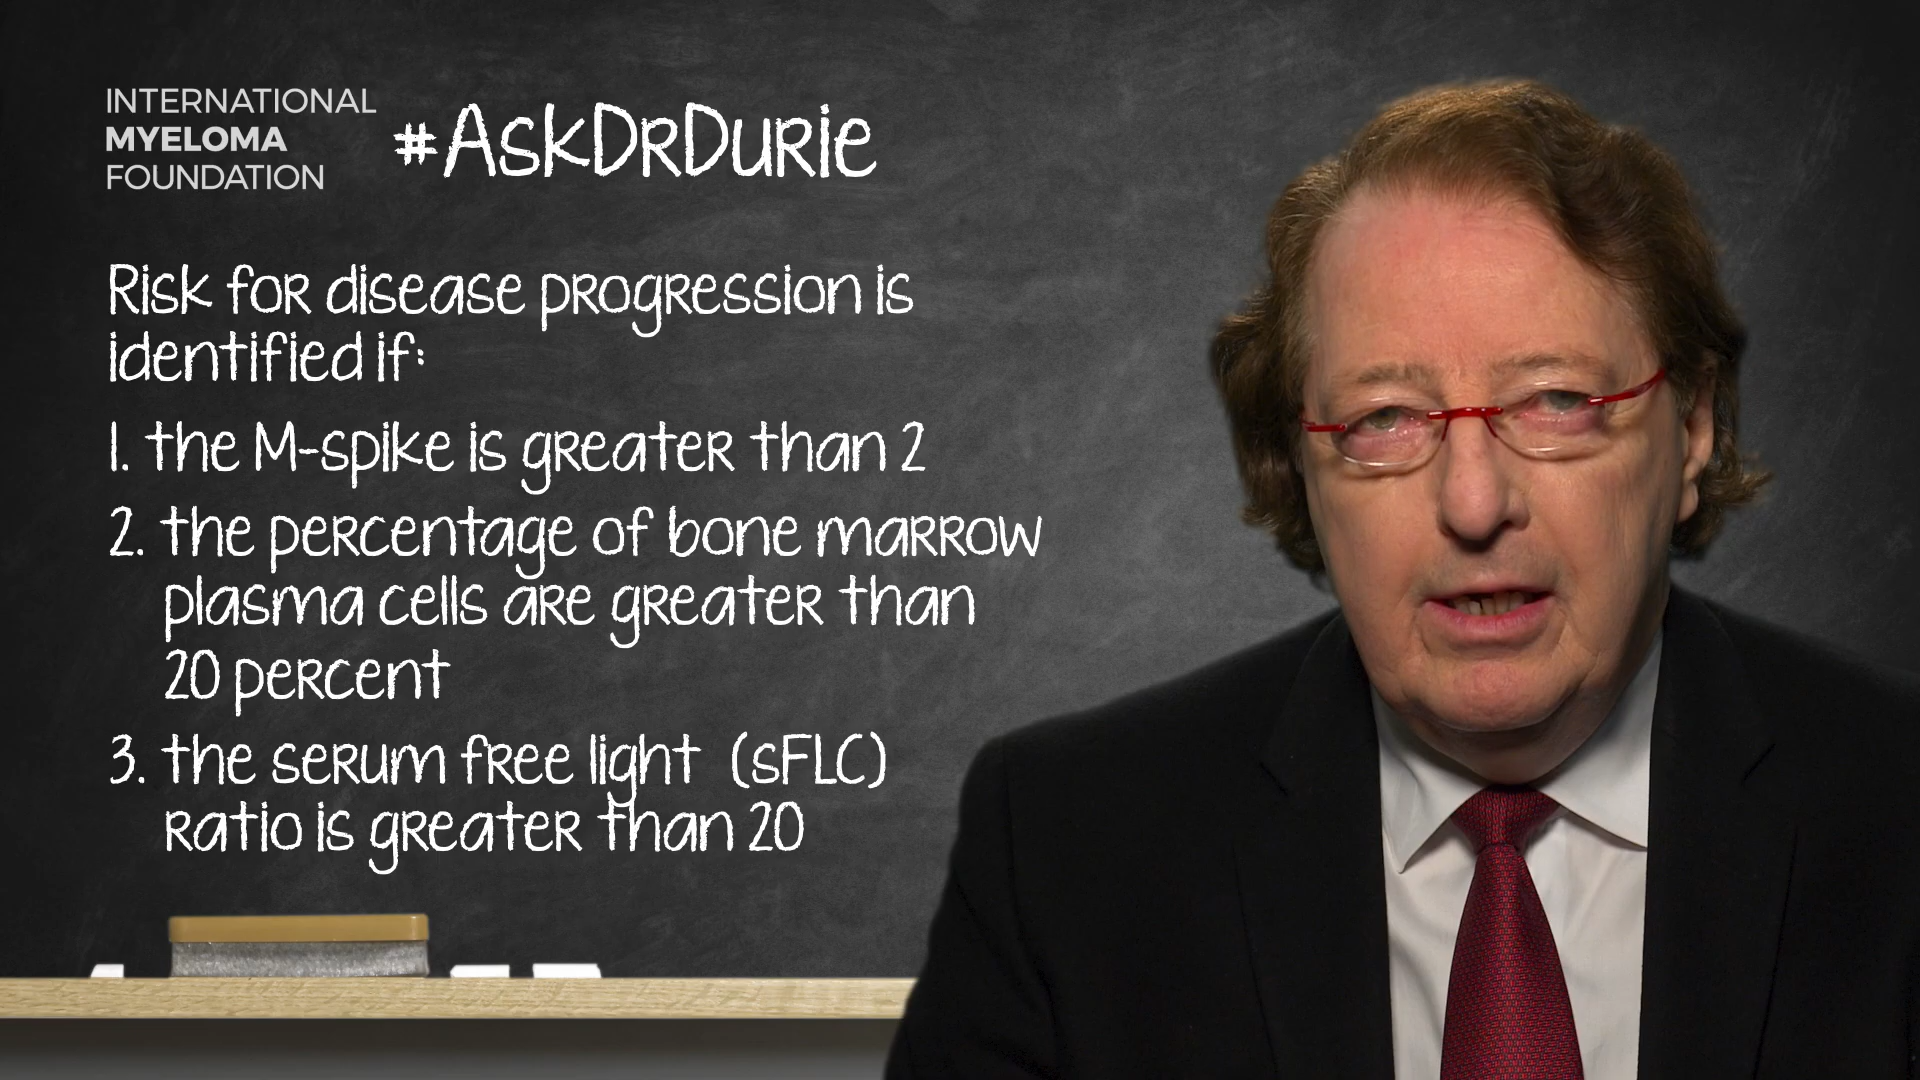 INTERNATIONAL
MYELOMA
FOUNDATION
#AskDrDurie
Risk for disease progression is
identified if:
1. the M-spike is greater than 2
2. the percentage of bone marrow
plasma cells are greater than
20 percent
3. the serum free light (sFLC)
ratio is greater than 20